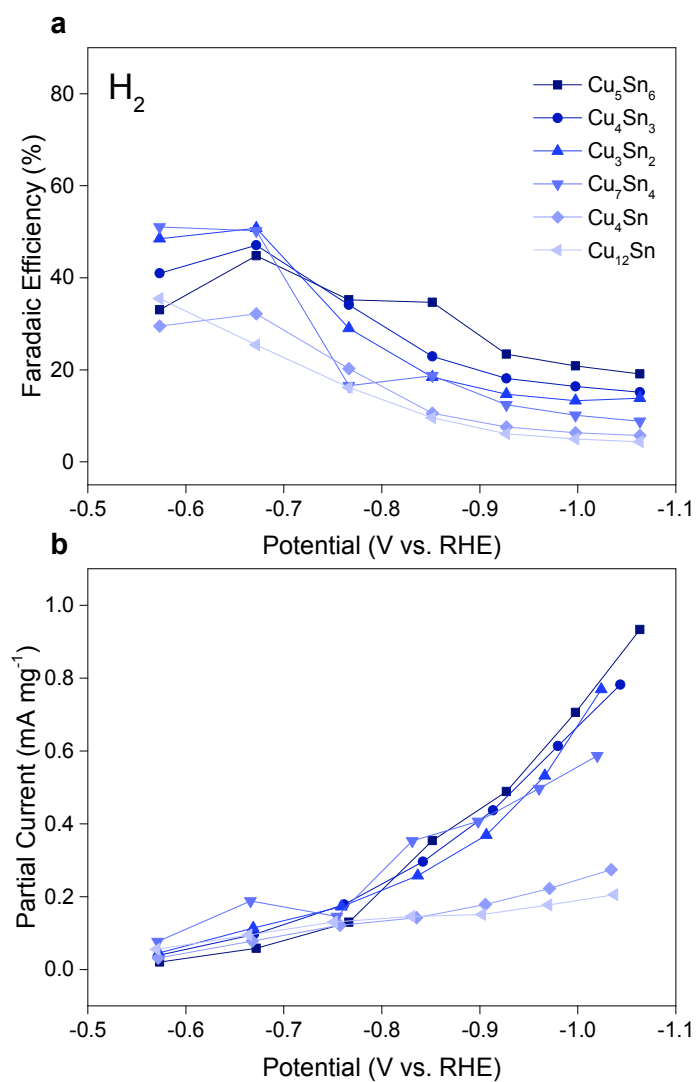 a
H₂
Cu₅Sn₆
Cu₄Sn₃
Cu₃Sn₂
Cu₇Sn₄
Cu₄Sn
Cu₁₂Sn
80
60
40
20
0
Faradaic Efficiency (%)
-0.5 -0.6 -0.7 -0.8 -0.9 -1.0 -1.1
Potential (V vs. RHE)
b
1.0
0.8
0.6
0.4
0.2
0.0
Partial Current (mA mg⁻¹)
-0.5 -0.6 -0.7 -0.8 -0.9 -1.0 -1.1
Potential (V vs. RHE)